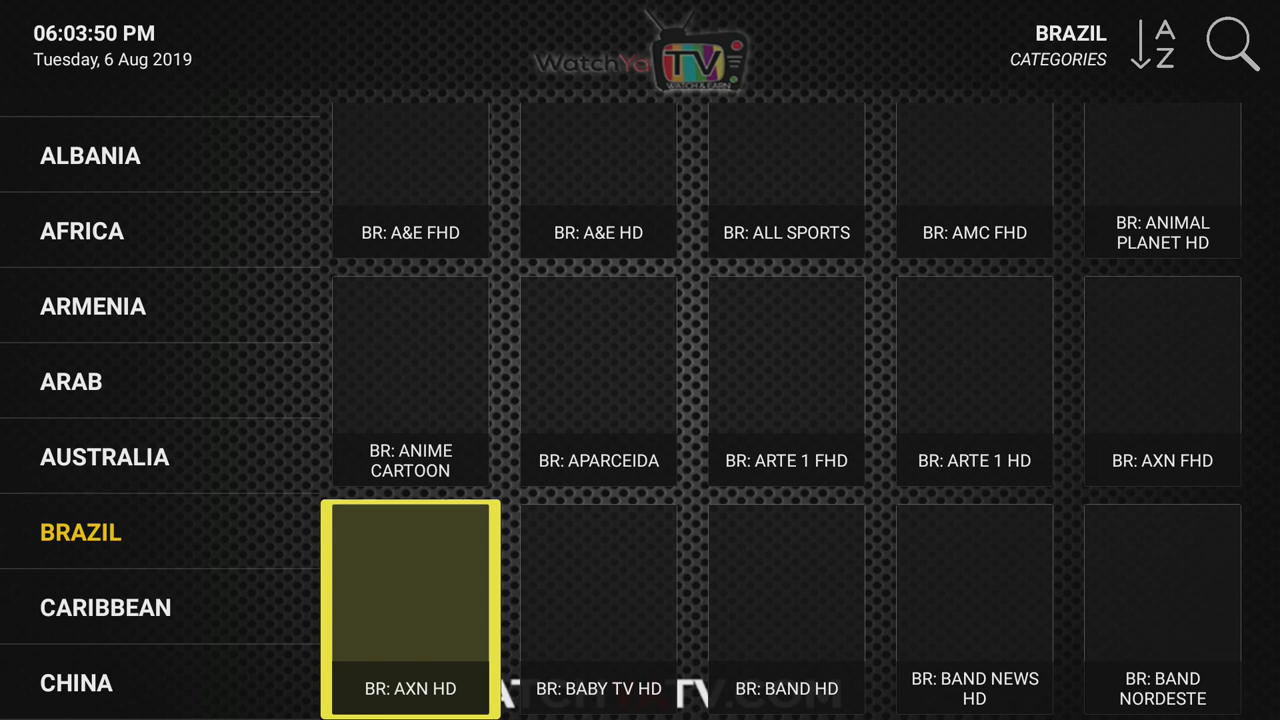 06:03:50 PM
Tuesday, 6 Aug 2019
WatchYa
TV
WATCH & EARN
BRAZIL
CATEGORIES
A
Z
ALBANIA
AFRICA
ARMENIA
ARAB
AUSTRALIA
BRAZIL
CARIBBEAN
CHINA
BR: A&E FHD
BR: A&E HD
BR: ALL SPORTS
BR: AMC FHD
BR: ANIMAL
PLANET HD
BR: ANIME
CARTOON
BR: APARCEIDA
BR: ARTE 1 FHD
BR: ARTE 1 HD
BR: AXN FHD
BR: AXN HD
BR: BABY TV HD
BR: BAND HD
BR: BAND NEWS
HD
BR: BAND
NORDESTE